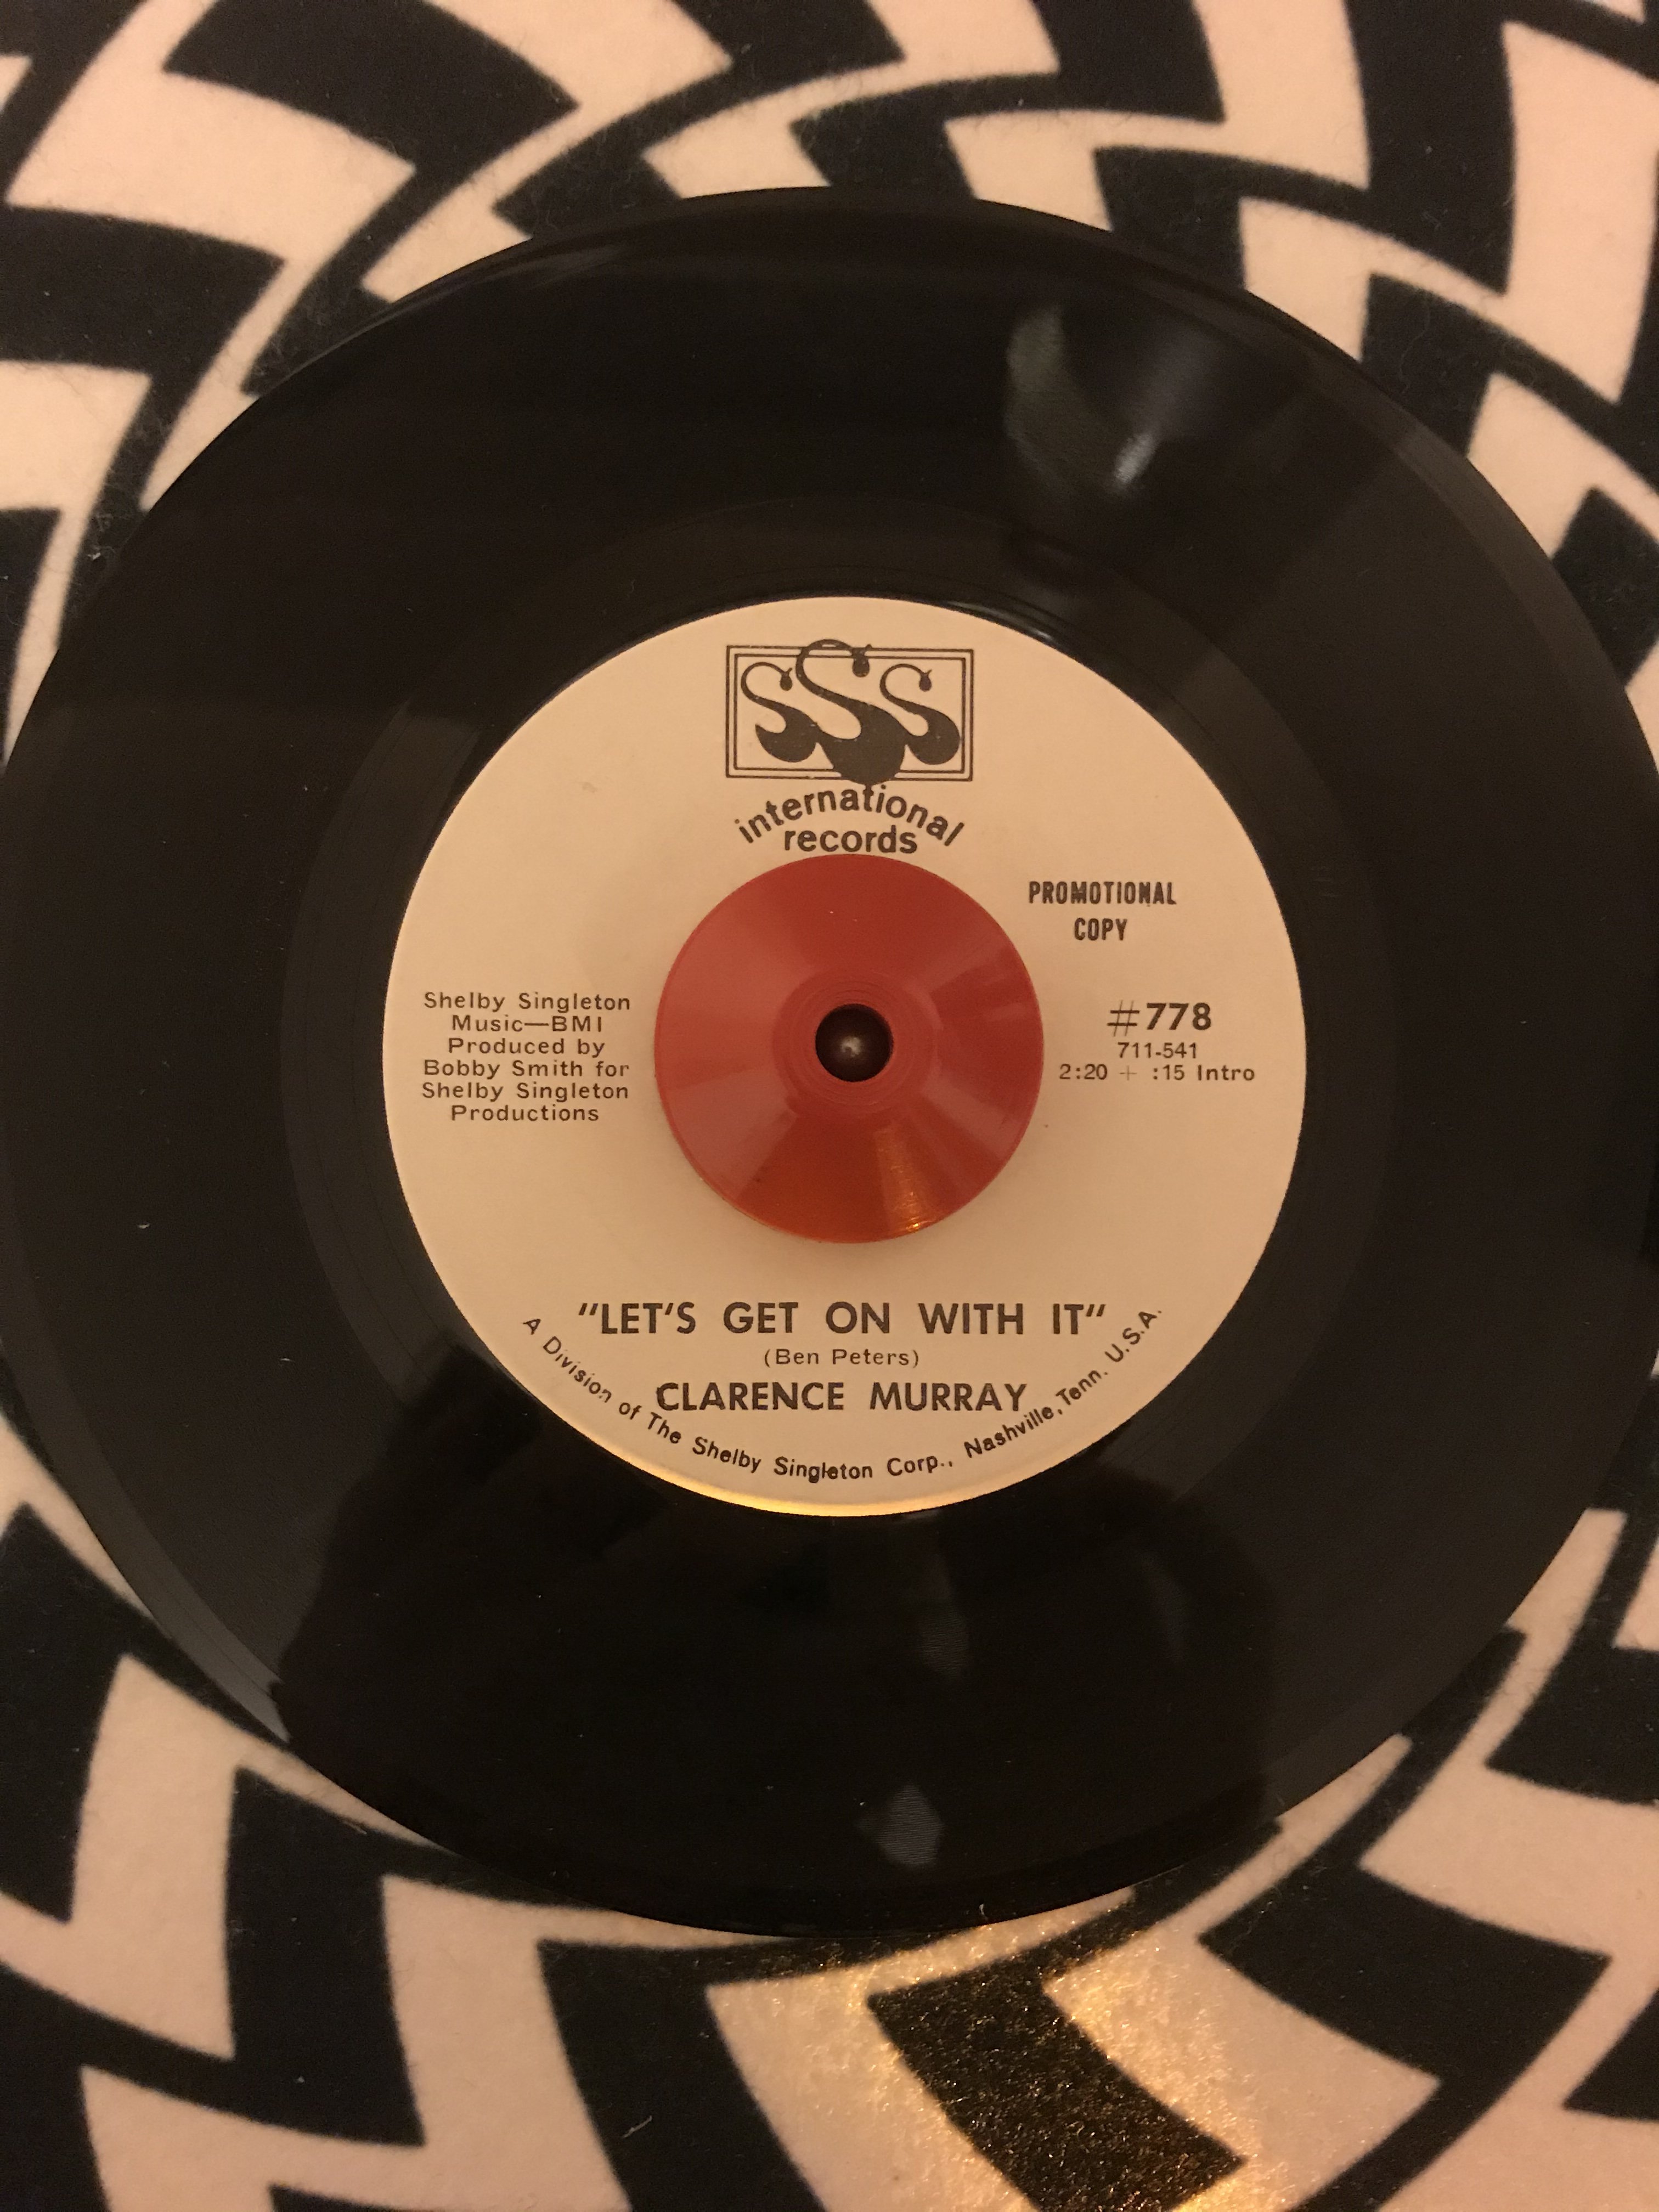 SSS
international
records
PROMOTIONAL
COPY
Shelby Singleton
Music—BMI
Produced by
Bobby Smith for
Shelby Singleton
Productions
#778
711-541
2:20 + :15 Intro
"LET'S GET ON WITH IT"
(Ben Peters)
CLARENCE MURRAY
A Division of The Shelby Singleton Corp., Nashville, Tenn. U.S.A.